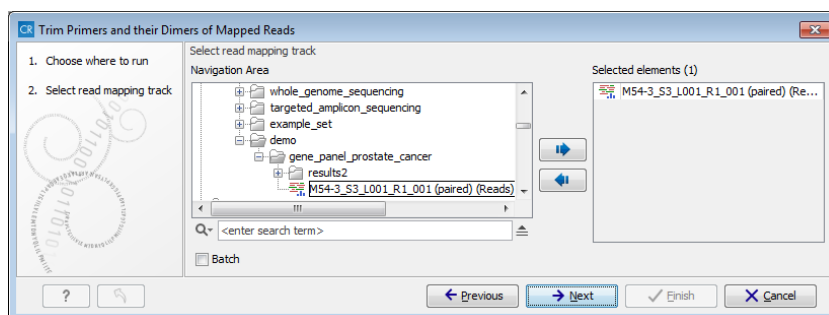 CR Trim Primers and their Dimers of Mapped Reads
1. Choose where to run
2. Select read mapping track
Select read mapping track
Navigation Area
whole_genome_sequencing
targeted_amplicon_sequencing
example_set
demo
gene_panel_prostate_cancer
results2
M54-3_S3_L001_R1_001 (paired) (Reads)
<enter search term>
Batch
Selected elements (1)
M54-3_S3_L001_R1_001 (paired) (Re...
? Previous Next Finish Cancel